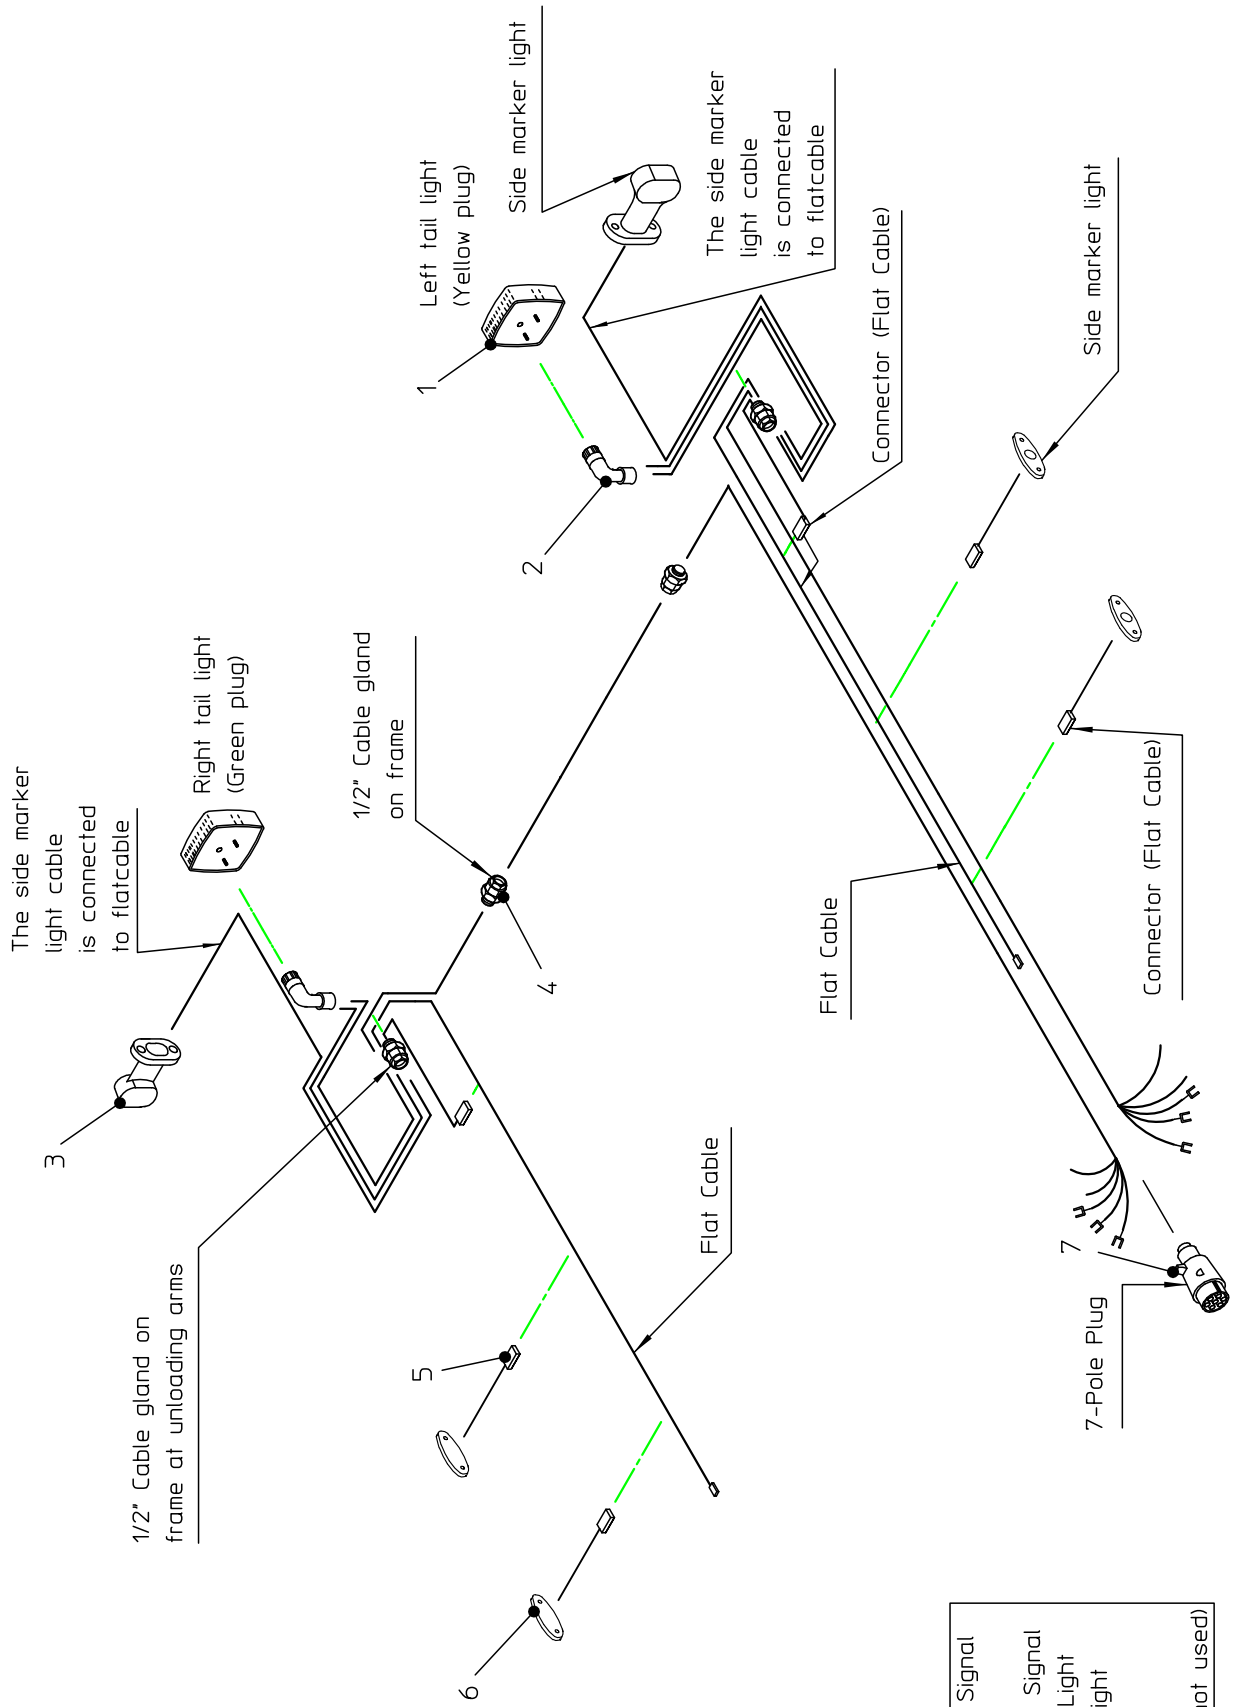 The side marker
light cable
is connected
to flatcable
Right tail light
(Green plug)
Left tail light
(Yellow plug)
Side marker light
The side marker
light cable
is connected
to flatcable
Connector (Flat Cable)
Side marker light
1/2" Cable gland
on frame
1/2" Cable gland on
frame at unloading arms
Flat Cable
Flat Cable
Connector (Flat Cable)
7-Pole Plug
1
2
3
4
5
6
7
Signal
Signal
Light
used)